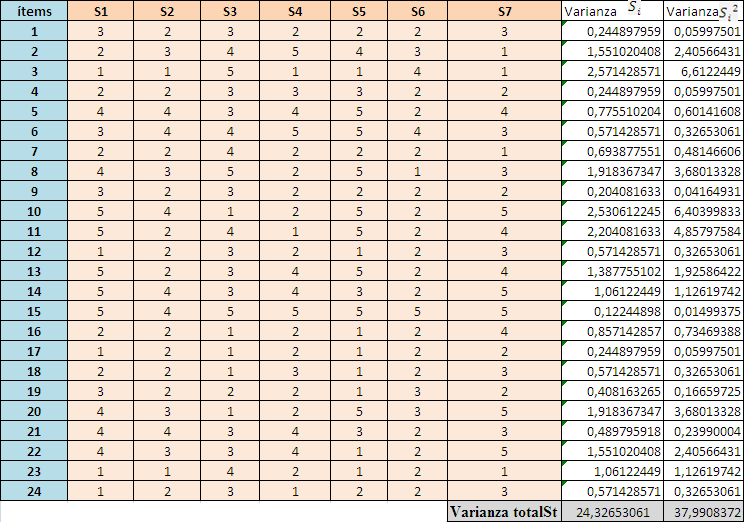 ítems S1 S2 S3 S4 S5 S6 S7 Varianza Si Varianza Si²
1 3 2 3 2 2 2 3 0,244897959 0,05997501
2 2 3 4 5 4 3 1 1,551020408 2,40566431
3 1 1 5 1 1 4 1 2,571428571 6,6122449
4 2 2 3 3 3 2 2 0,244897959 0,05997501
5 4 4 3 4 5 2 4 0,775510204 0,60141608
6 3 4 4 5 5 4 3 0,571428571 0,32653061
7 2 2 4 2 2 2 1 0,693877551 0,48146606
8 4 3 5 2 5 1 3 1,918367347 3,68013328
9 3 2 3 2 2 2 2 0,204081633 0,04164931
10 5 4 1 2 5 2 5 2,530612245 6,40399833
11 5 2 4 1 5 2 4 2,204081633 4,85797584
12 1 2 3 2 1 2 3 0,571428571 0,32653061
13 5 2 3 4 5 2 4 1,387755102 1,92586422
14 5 4 3 4 3 2 5 1,06122449 1,12619742
15 5 4 5 5 5 5 5 0,12244898 0,01499375
16 2 2 1 2 1 2 4 0,857142857 0,73469388
17 1 2 1 2 1 2 2 0,244897959 0,05997501
18 2 2 1 3 1 2 3 0,571428571 0,32653061
19 3 2 2 2 1 3 2 0,408163265 0,16659725
20 4 3 1 2 5 3 5 1,918367347 3,68013328
21 4 4 3 4 3 2 3 0,489795918 0,23990004
22 4 3 3 4 1 2 5 1,551020408 2,40566431
23 1 1 4 2 1 2 1 1,06122449 1,12619742
24 1 2 3 1 2 2 3 0,571428571 0,32653061
Varianza totalSt 24,32653061 37,9908372